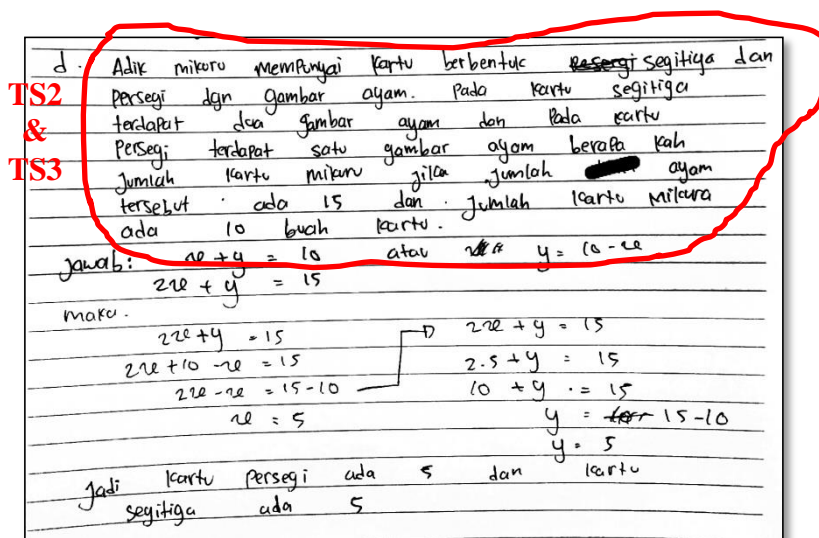 d. Adik mikoru mempunyai kartu berbentuk persegi segitiga dan
TS2
&
TS3
persegi dgn gambar ayam. Pada kartu segitiga
terdapat dua gambar ayam dan Pada kartu
Persegi terdapat satu gambar ayam berapa kah
Jumlah kartu mikuru jika Jumlah ayam
tersebut ada 15 dan. Jumlah kartu Mikura
ada 10 buah kartu.
Jawab: x + y = 10 atau y = 10 - x
2x + y = 15
maka.
2x + y = 15
2x + 10 - x = 15
2x - x = 15 - 10
x = 5
2x + y = 15
2.5 + y = 15
10 + y = 15
y = 15 - 10
y = 5
Jadi kartu persegi ada 5 dan kartu
segitiga ada 5